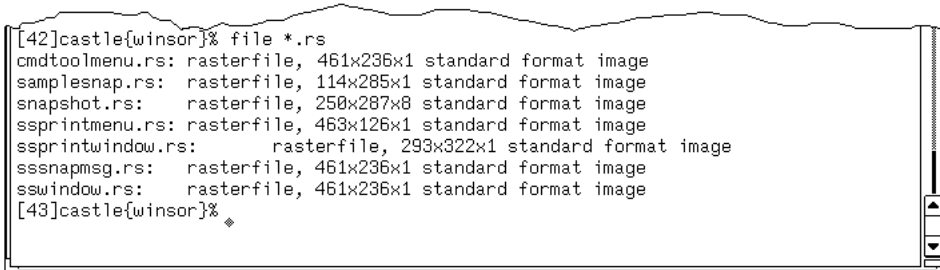 [42]castle{winsor}% file *.rs
cmdtoolmenu.rs: rasterfile, 461x236x1 standard format image
samplesnap.rs:  rasterfile, 114x285x1 standard format image
snapshot.rs:    rasterfile, 250x287x8 standard format image
ssprintmenu.rs: rasterfile, 463x126x1 standard format image
ssprintwindow.rs:       rasterfile, 293x322x1 standard format image
sssnapmsg.rs:   rasterfile, 461x236x1 standard format image
sswindow.rs:    rasterfile, 461x236x1 standard format image
[43]castle{winsor}%